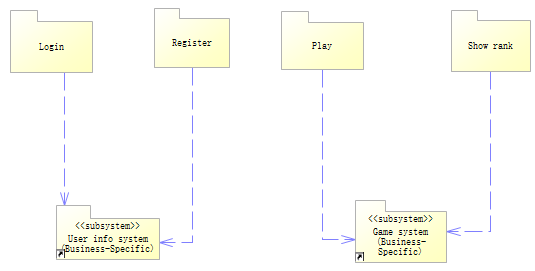 Login
Register
Play
Show rank
<<subsystem>>
User info system
(Business-Specific)
<<subsystem>>
Game system
(Business-
Specific)